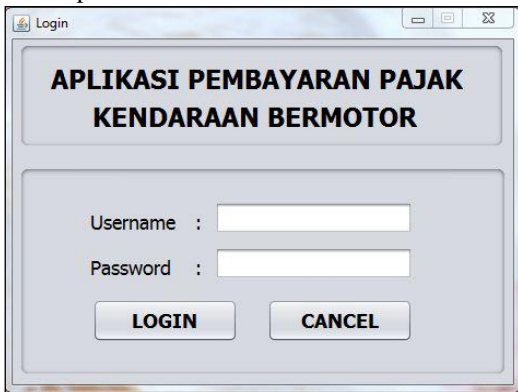 Login
APLIKASI PEMBAYARAN PAJAK
KENDARAAN BERMOTOR
Username :
Password :
LOGIN CANCEL